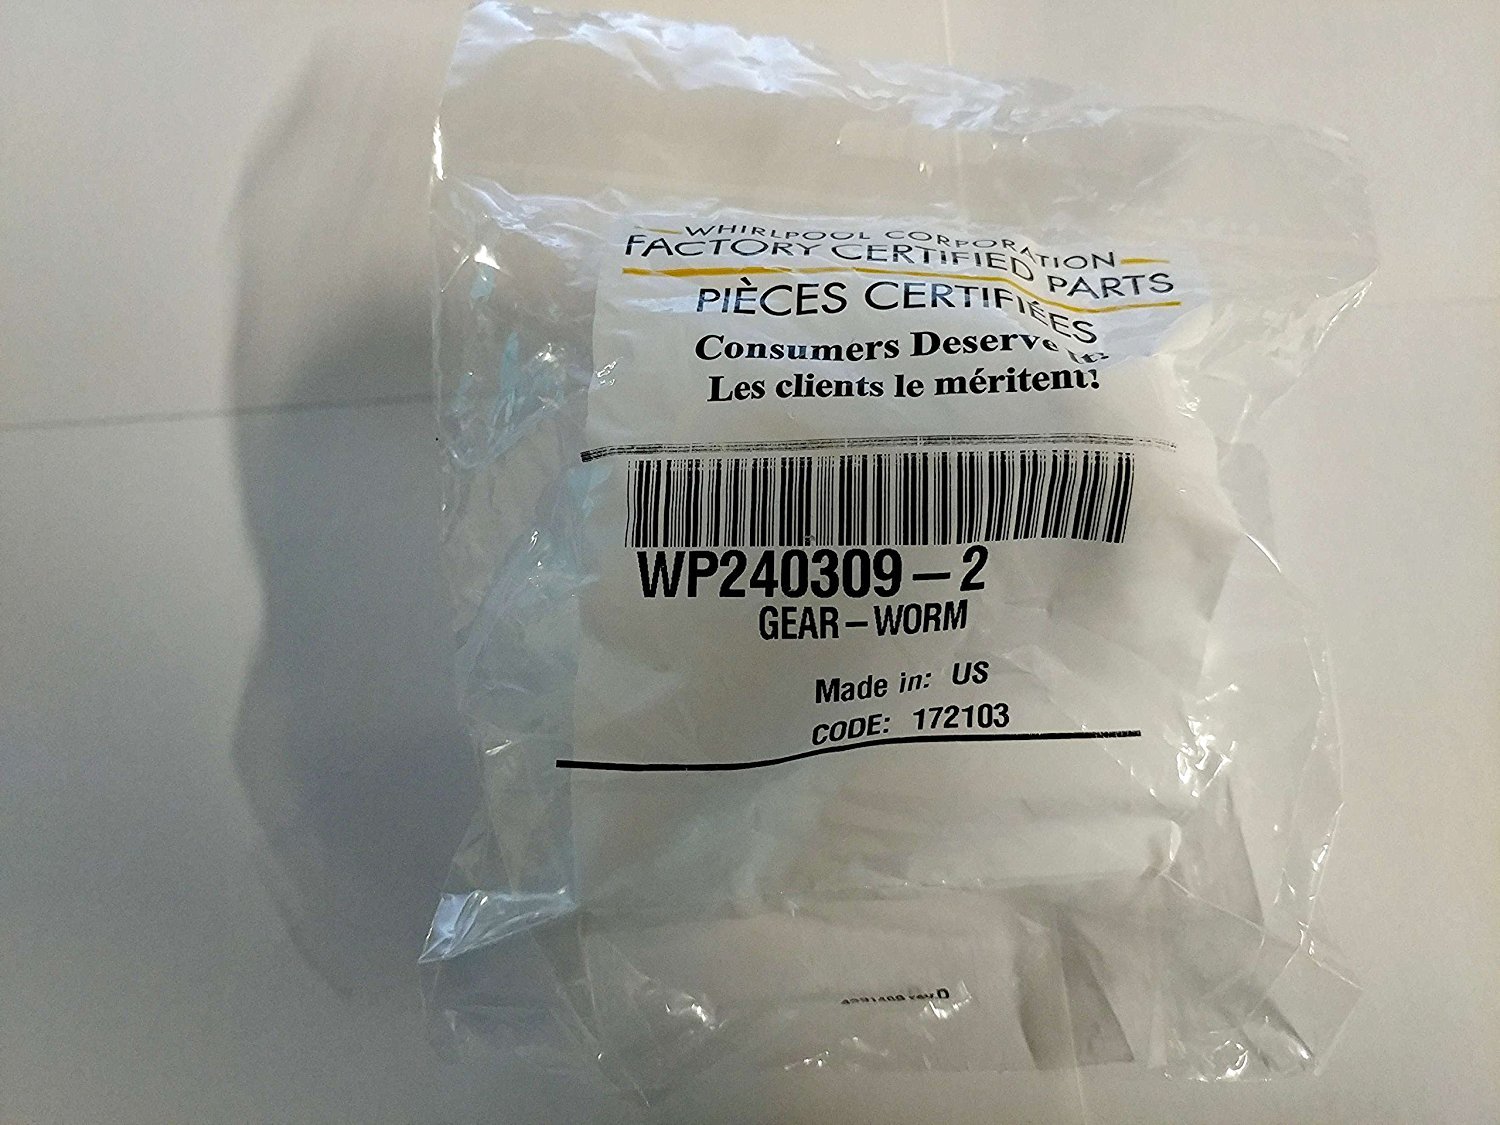 WHIRLPOOL CORPORATION
FACTORY CERTIFIED PARTS
PIÈCES CERTIFIÉES
Consumers Deserve
Les clients le méritent!
WP240309-2
GEAR-WORM
Made in: US
CODE: 172103
rev.D